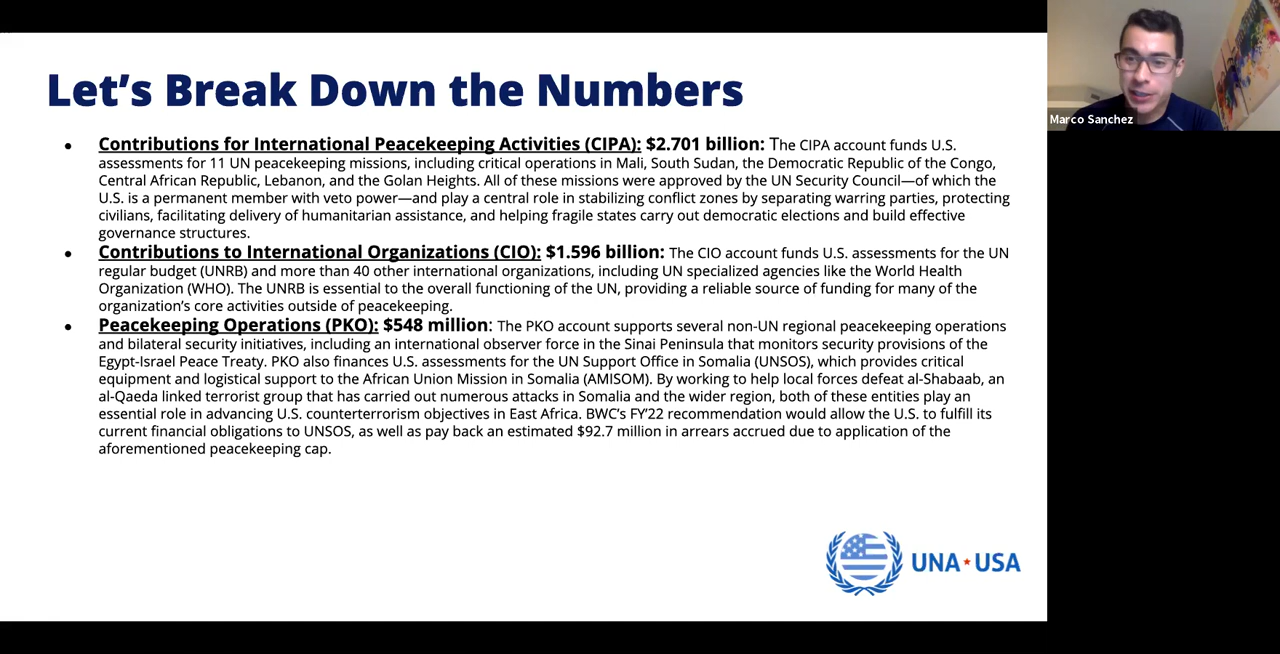 Let's Break Down the Numbers
Marco Sanchez
• Contributions for International Peacekeeping Activities (CIPA): $2.701 billion: The CIPA account funds U.S.
assessments for 11 UN peacekeeping missions, including critical operations in Mali, South Sudan, the Democratic Republic of the Congo,
Central African Republic, Lebanon, and the Golan Heights. All of these missions were approved by the UN Security Council—of which the
U.S. is a permanent member with veto power—and play a central role in stabilizing conflict zones by separating warring parties, protecting
civilians, facilitating delivery of humanitarian assistance, and helping fragile states carry out democratic elections and build effective
governance structures.
• Contributions to International Organizations (CIO): $1.596 billion: The CIO account funds U.S. assessments for the UN
regular budget (UNRB) and more than 40 other international organizations, including UN specialized agencies like the World Health
Organization (WHO). The UNRB is essential to the overall functioning of the UN, providing a reliable source of funding for many of the
organization's core activities outside of peacekeeping.
• Peacekeeping Operations (PKO): $548 million: The PKO account supports several non-UN regional peacekeeping operations
and bilateral security initiatives, including an international observer force in the Sinai Peninsula that monitors security provisions of the
Egypt-Israel Peace Treaty. PKO also finances U.S. assessments for the UN Support Office in Somalia (UNSOS), which provides critical
equipment and logistical support to the African Union Mission in Somalia (AMISOM). By working to help local forces defeat al-Shabaab, an
al-Qaeda linked terrorist group that has carried out numerous attacks in Somalia and the wider region, both of these entities play an
essential role in advancing U.S. counterterrorism objectives in East Africa. BWC's FY'22 recommendation would allow the U.S. to fulfill its
current financial obligations to UNSOS, as well as pay back an estimated $92.7 million in arrears accrued due to application of the
aforementioned peacekeeping cap.
UNA★USA